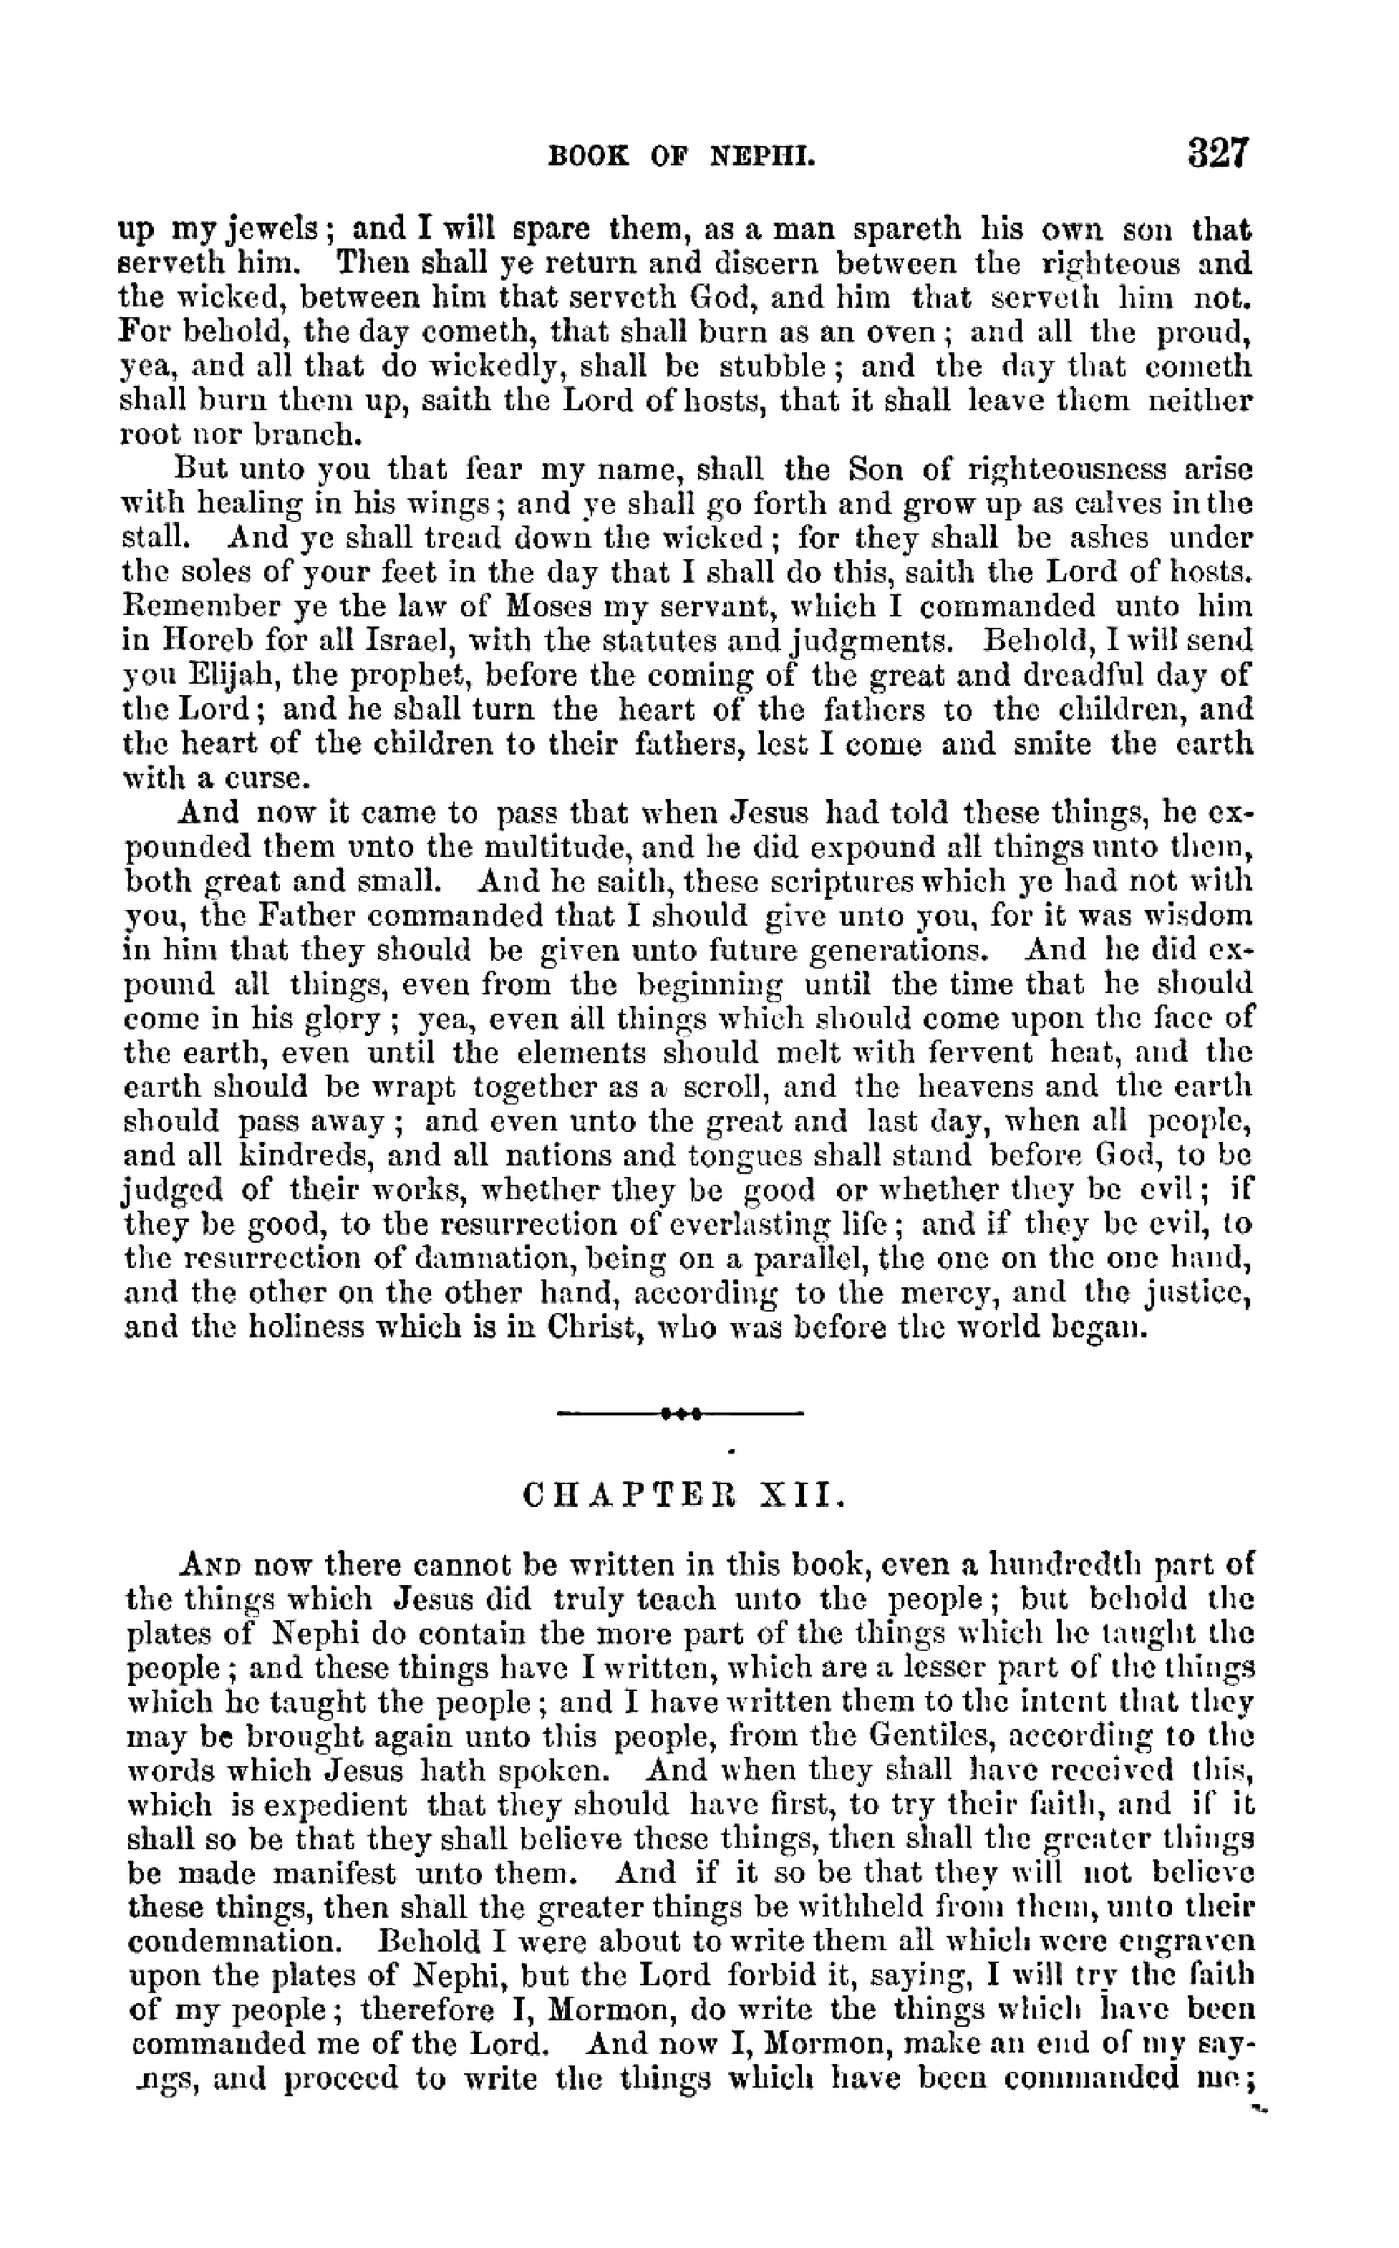 BOOK OF NEPHI. 327
up my jewels; and I will spare them, as a man spareth his own son that
serveth him. Then shall ye return and discern between the righteous and
the wicked, between him that serveth God, and him that serveth him not.
For behold, the day cometh, that shall burn as an oven; and all the proud,
yea, and all that do wickedly, shall be stubble; and the day that cometh
shall burn them up, saith the Lord of hosts, that it shall leave them neither
root nor branch.
But unto you that fear my name, shall the Son of righteousness arise
with healing in his wings; and ye shall go forth and grow up as calves in the
stall. And ye shall tread down the wicked; for they shall be ashes under
the soles of your feet in the day that I shall do this, saith the Lord of hosts.
Remember ye the law of Moses my servant, which I commanded unto him
in Horeb for all Israel, with the statutes and judgments. Behold, I will send
you Elijah, the prophet, before the coming of the great and dreadful day of
the Lord; and he shall turn the heart of the fathers to the children, and
the heart of the children to their fathers, lest I come and smite the earth
with a curse.
And now it came to pass that when Jesus had told these things, he ex-
pounded them unto the multitude, and he did expound all things unto them,
both great and small. And he saith, these scriptures which ye had not with
you, the Father commanded that I should give unto you, for it was wisdom
in him that they should be given unto future generations. And he did ex-
pound all things, even from the beginning until the time that he should
come in his glory; yea, even all things which should come upon the face of
the earth, even until the elements should melt with fervent heat, and the
earth should be wrapt together as a scroll, and the heavens and the earth
should pass away; and even unto the great and last day, when all people,
and all kindreds, and all nations and tongues shall stand before God, to be
judged of their works, whether they be good or whether they be evil; if
they be good, to the resurrection of everlasting life; and if they be evil, to
the resurrection of damnation, being on a parallel, the one on the one hand,
and the other on the other hand, according to the mercy, and the justice,
and the holiness which is in Christ, who was before the world began.
CHAPTER XII.
AND now there cannot be written in this book, even a hundredth part of
the things which Jesus did truly teach unto the people; but behold the
plates of Nephi do contain the more part of the things which he taught the
people; and these things have I written, which are a lesser part of the things
which he taught the people; and I have written them to the intent that they
may be brought again unto this people, from the Gentiles, according to the
words which Jesus hath spoken. And when they shall have received this,
which is expedient that they should have first, to try their faith, and if it
shall so be that they shall believe these things, then shall the greater things
be made manifest unto them. And if it so be that they will not believe
these things, then shall the greater things be withheld from them, unto their
condemnation. Behold I were about to write them all which were engraven
upon the plates of Nephi, but the Lord forbid it, saying, I will try the faith
of my people; therefore I, Mormon, do write the things which have been
commanded me of the Lord. And now I, Mormon, make an end of my say-
ngs, and proceed to write the things which have been commanded me;